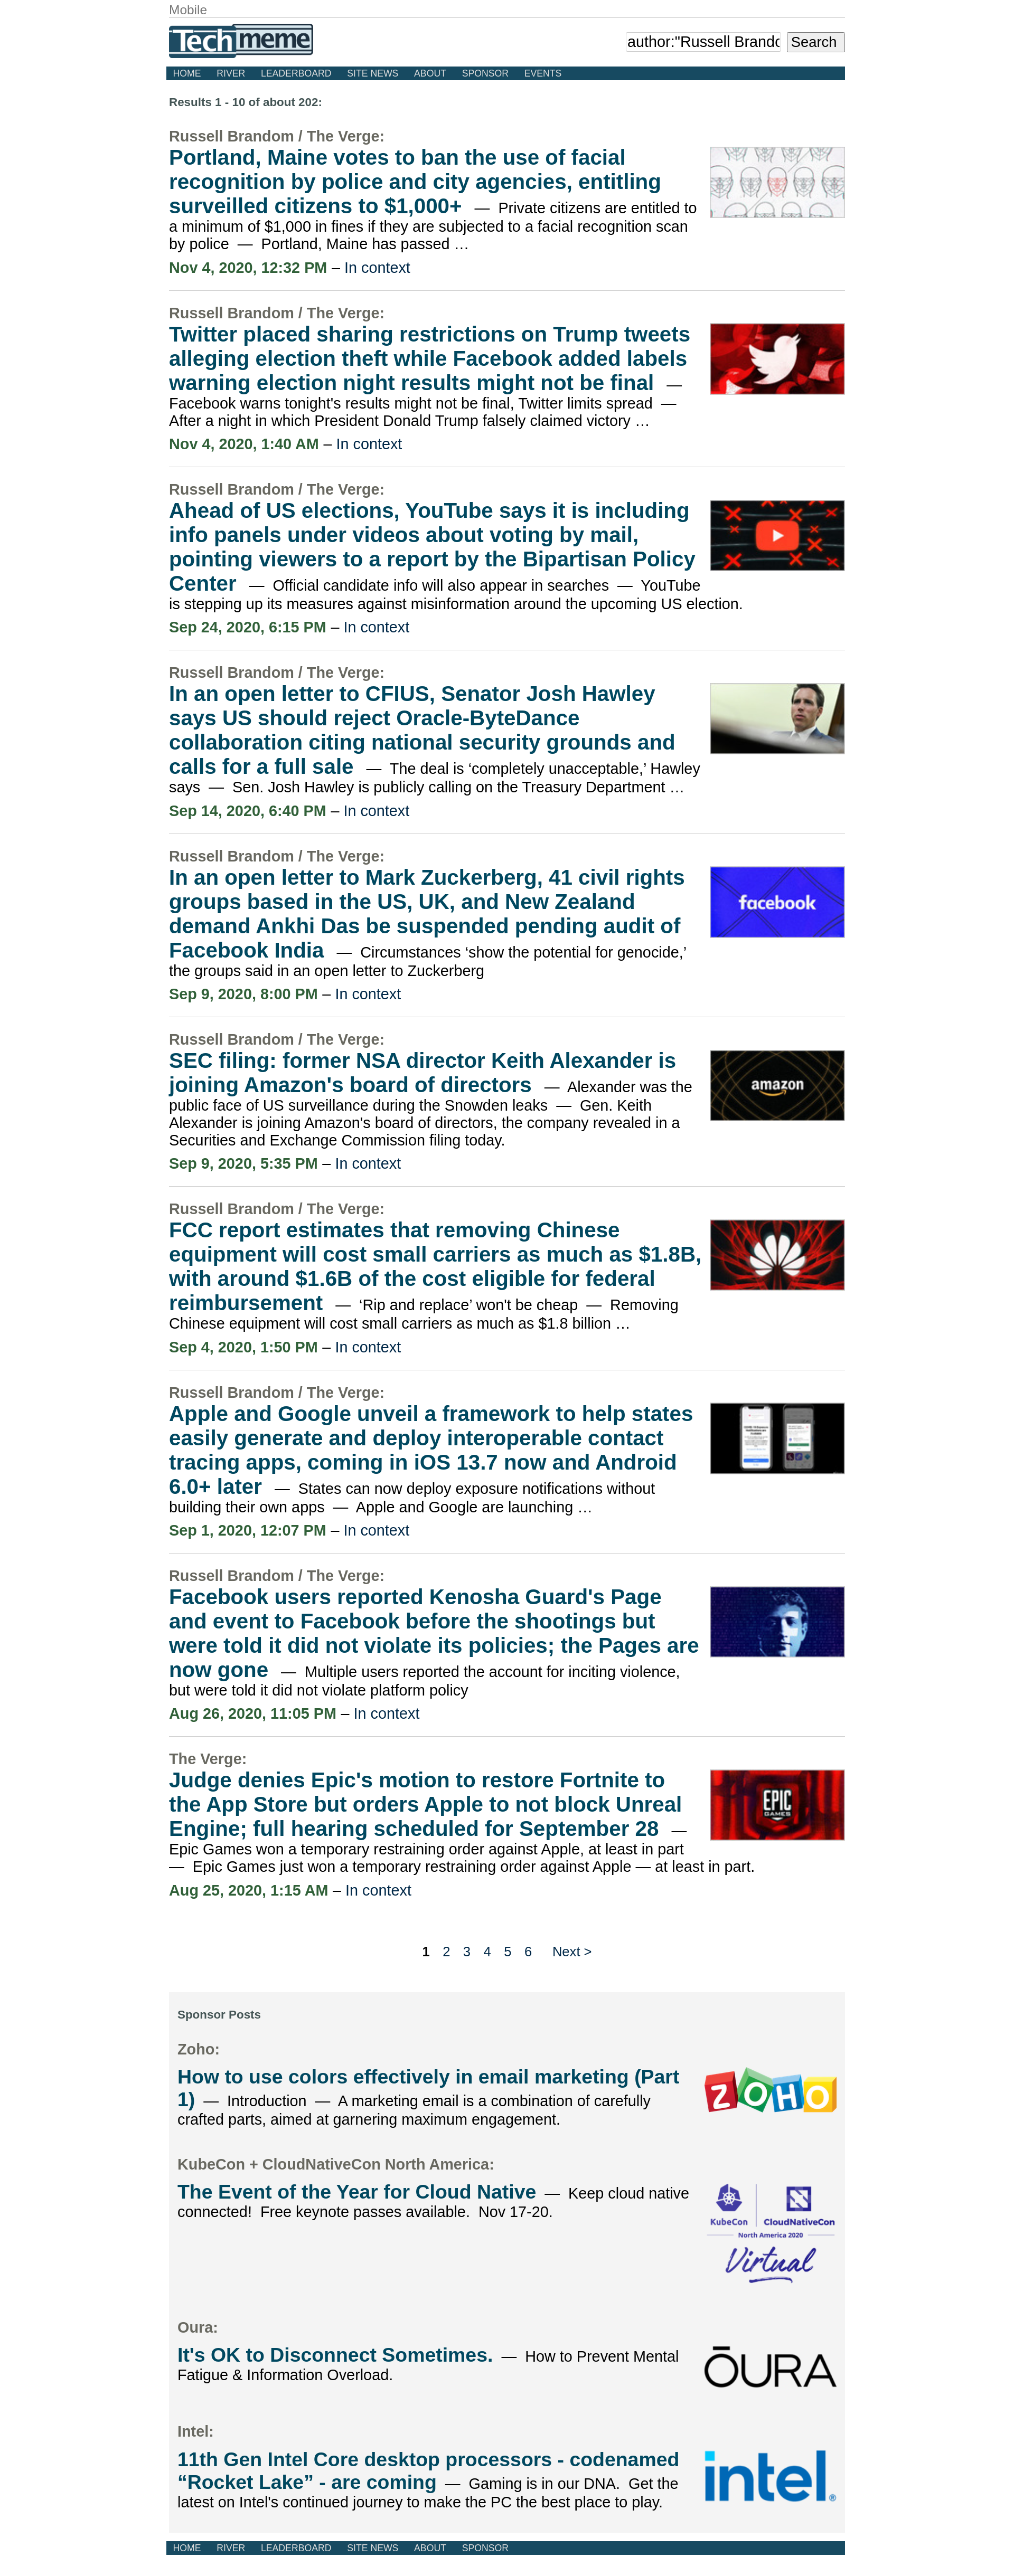 Mobile
Techmeme
author:"Russell Brando
Search
HOME RIVER LEADERBOARD SITE NEWS ABOUT SPONSOR EVENTS
Results 1 - 10 of about 202:
Russell Brandom / The Verge:
Portland, Maine votes to ban the use of facial
recognition by police and city agencies, entitling
surveilled citizens to $1,000+ — Private citizens are entitled to
a minimum of $1,000 in fines if they are subjected to a facial recognition scan
by police — Portland, Maine has passed …
Nov 4, 2020, 12:32 PM – In context
Russell Brandom / The Verge:
Twitter placed sharing restrictions on Trump tweets
alleging election theft while Facebook added labels
warning election night results might not be final —
Facebook warns tonight's results might not be final, Twitter limits spread —
After a night in which President Donald Trump falsely claimed victory …
Nov 4, 2020, 1:40 AM – In context
Russell Brandom / The Verge:
Ahead of US elections, YouTube says it is including
info panels under videos about voting by mail,
pointing viewers to a report by the Bipartisan Policy
Center — Official candidate info will also appear in searches — YouTube
is stepping up its measures against misinformation around the upcoming US election.
Sep 24, 2020, 6:15 PM – In context
Russell Brandom / The Verge:
In an open letter to CFIUS, Senator Josh Hawley
says US should reject Oracle-ByteDance
collaboration citing national security grounds and
calls for a full sale — The deal is ‘completely unacceptable,’ Hawley
says — Sen. Josh Hawley is publicly calling on the Treasury Department …
Sep 14, 2020, 6:40 PM – In context
Russell Brandom / The Verge:
In an open letter to Mark Zuckerberg, 41 civil rights
groups based in the US, UK, and New Zealand
demand Ankhi Das be suspended pending audit of
Facebook India — Circumstances ‘show the potential for genocide,’
the groups said in an open letter to Zuckerberg
facebook
Sep 9, 2020, 8:00 PM – In context
Russell Brandom / The Verge:
SEC filing: former NSA director Keith Alexander is
joining Amazon's board of directors — Alexander was the
public face of US surveillance during the Snowden leaks — Gen. Keith
Alexander is joining Amazon's board of directors, the company revealed in a
Securities and Exchange Commission filing today.
amazon
Sep 9, 2020, 5:35 PM – In context
Russell Brandom / The Verge:
FCC report estimates that removing Chinese
equipment will cost small carriers as much as $1.8B,
with around $1.6B of the cost eligible for federal
reimbursement — ‘Rip and replace’ won't be cheap — Removing
Chinese equipment will cost small carriers as much as $1.8 billion …
Sep 4, 2020, 1:50 PM – In context
Russell Brandom / The Verge:
Apple and Google unveil a framework to help states
easily generate and deploy interoperable contact
tracing apps, coming in iOS 13.7 now and Android
6.0+ later — States can now deploy exposure notifications without
building their own apps — Apple and Google are launching …
Sep 1, 2020, 12:07 PM – In context
Russell Brandom / The Verge:
Facebook users reported Kenosha Guard's Page
and event to Facebook before the shootings but
were told it did not violate its policies; the Pages are
now gone — Multiple users reported the account for inciting violence,
but were told it did not violate platform policy
Aug 26, 2020, 11:05 PM – In context
The Verge:
Judge denies Epic's motion to restore Fortnite to
the App Store but orders Apple to not block Unreal
Engine; full hearing scheduled for September 28 —
Epic Games won a temporary restraining order against Apple, at least in part
— Epic Games just won a temporary restraining order against Apple — at least in part.
EPIC
GAMES
Aug 25, 2020, 1:15 AM – In context
1 2 3 4 5 6 Next >
Sponsor Posts
Zoho:
How to use colors effectively in email marketing (Part
1) — Introduction — A marketing email is a combination of carefully
crafted parts, aimed at garnering maximum engagement.
ZOHO
KubeCon + CloudNativeCon North America:
The Event of the Year for Cloud Native — Keep cloud native
connected! Free keynote passes available. Nov 17-20.
KubeCon CloudNativeCon
North America 2020
Virtual
Oura:
It's OK to Disconnect Sometimes. — How to Prevent Mental
Fatigue & Information Overload.
ŌURA
Intel:
11th Gen Intel Core desktop processors - codenamed
“Rocket Lake” - are coming — Gaming is in our DNA. Get the
latest on Intel's continued journey to make the PC the best place to play.
intel®
HOME RIVER LEADERBOARD SITE NEWS ABOUT SPONSOR